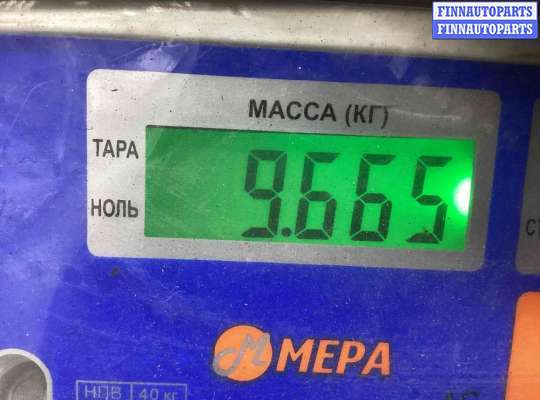 FINNAUTOPARTS
FINNAUTOPARTS
МАССА (КГ)
ТАРА
9.665
НОЛЬ
МЕРА
НПВ 40 кг